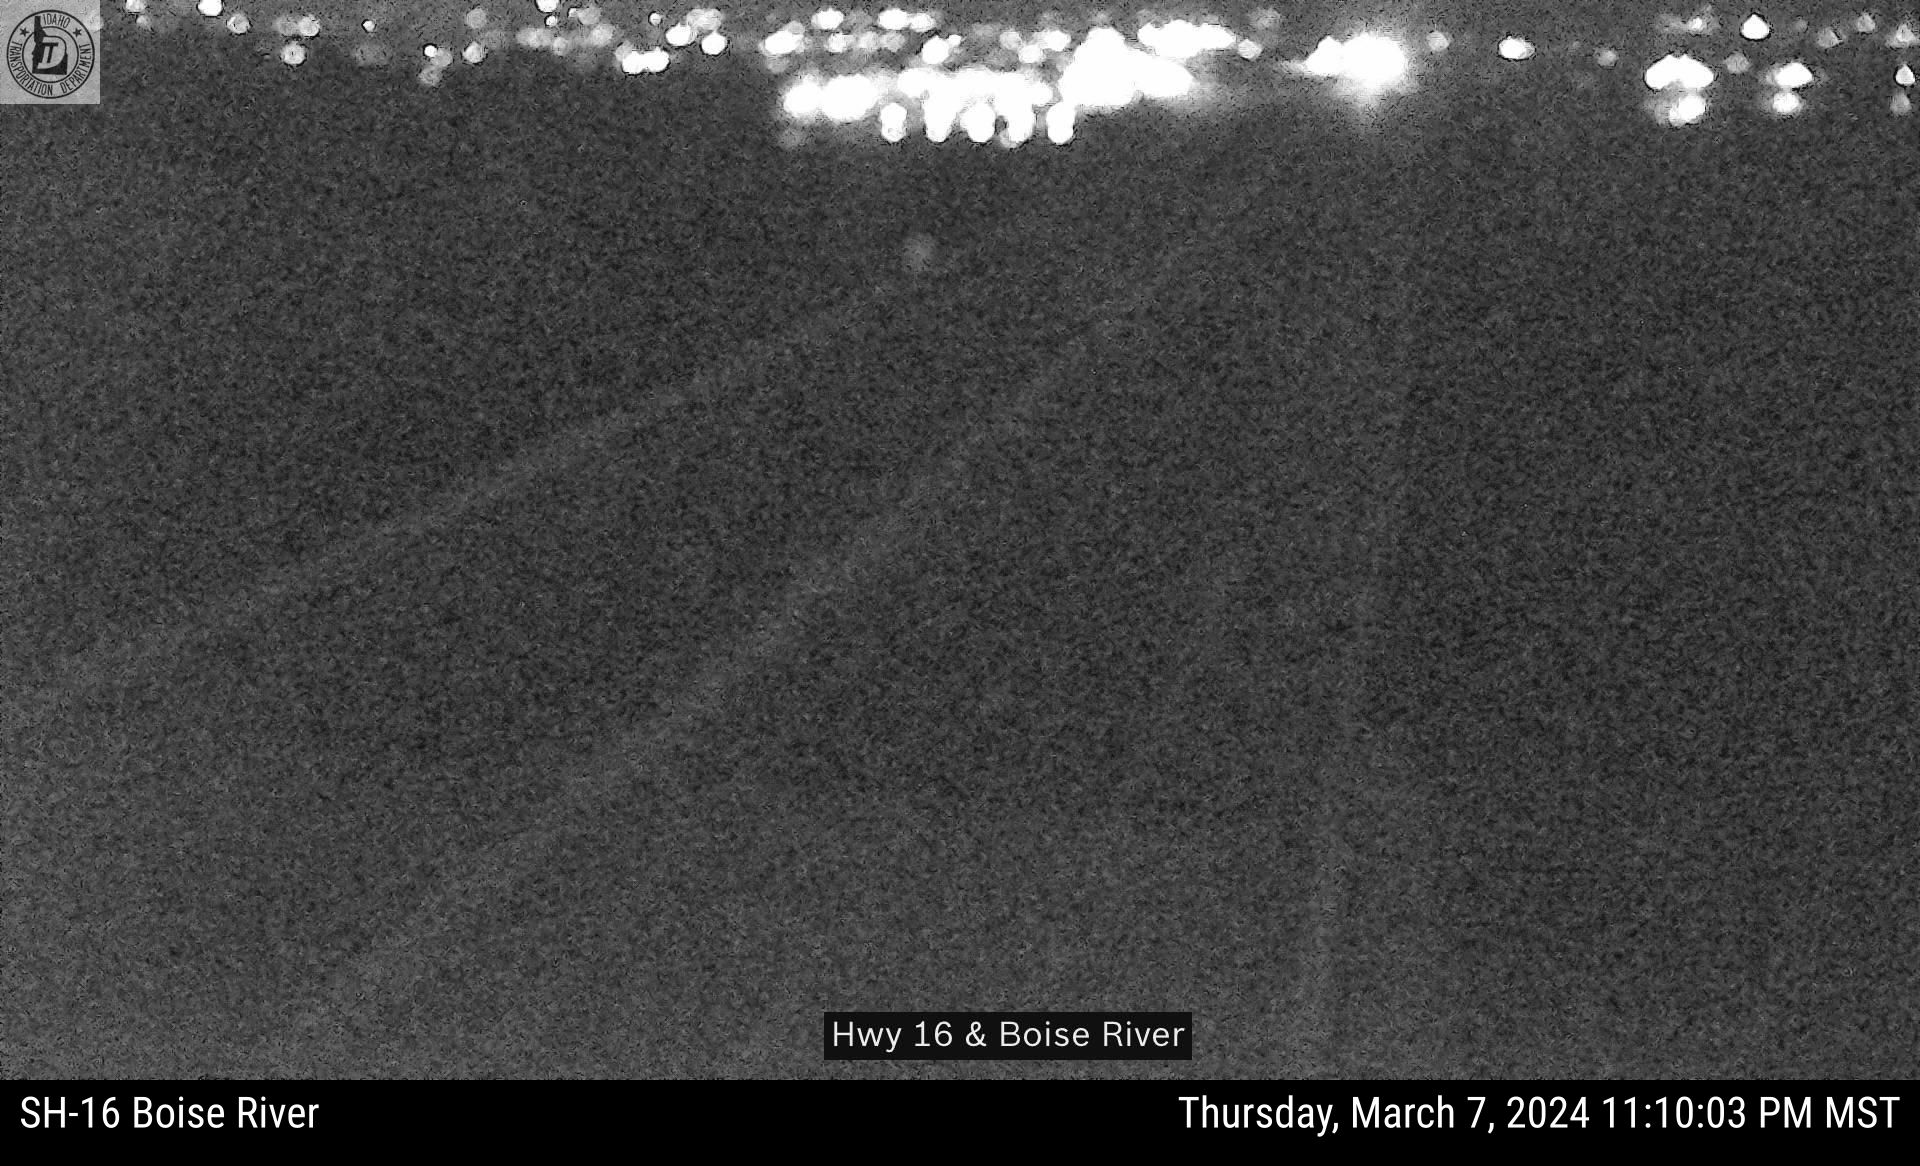 IDAHO
TRANSPORTATION DEPARTMENT
Hwy 16 & Boise River
SH-16 Boise River
Thursday, March 7, 2024 11:10:03 PM MST